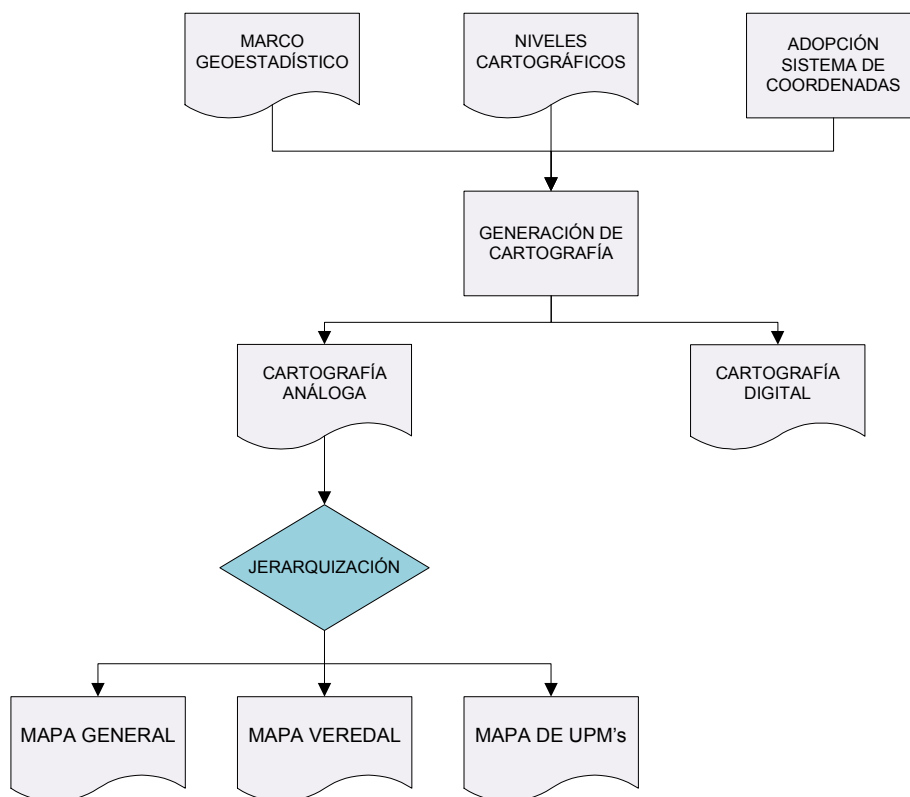 MARCO
GEOESTADÍSTICO
NIVELES
CARTOGRÁFICOS
ADOPCIÓN
SISTEMA DE
COORDENADAS
GENERACIÓN DE
CARTOGRAFÍA
CARTOGRAFÍA
ANÁLOGA
CARTOGRAFÍA
DIGITAL
JERARQUIZACIÓN
MAPA GENERAL
MAPA VEREDAL
MAPA DE UPM's